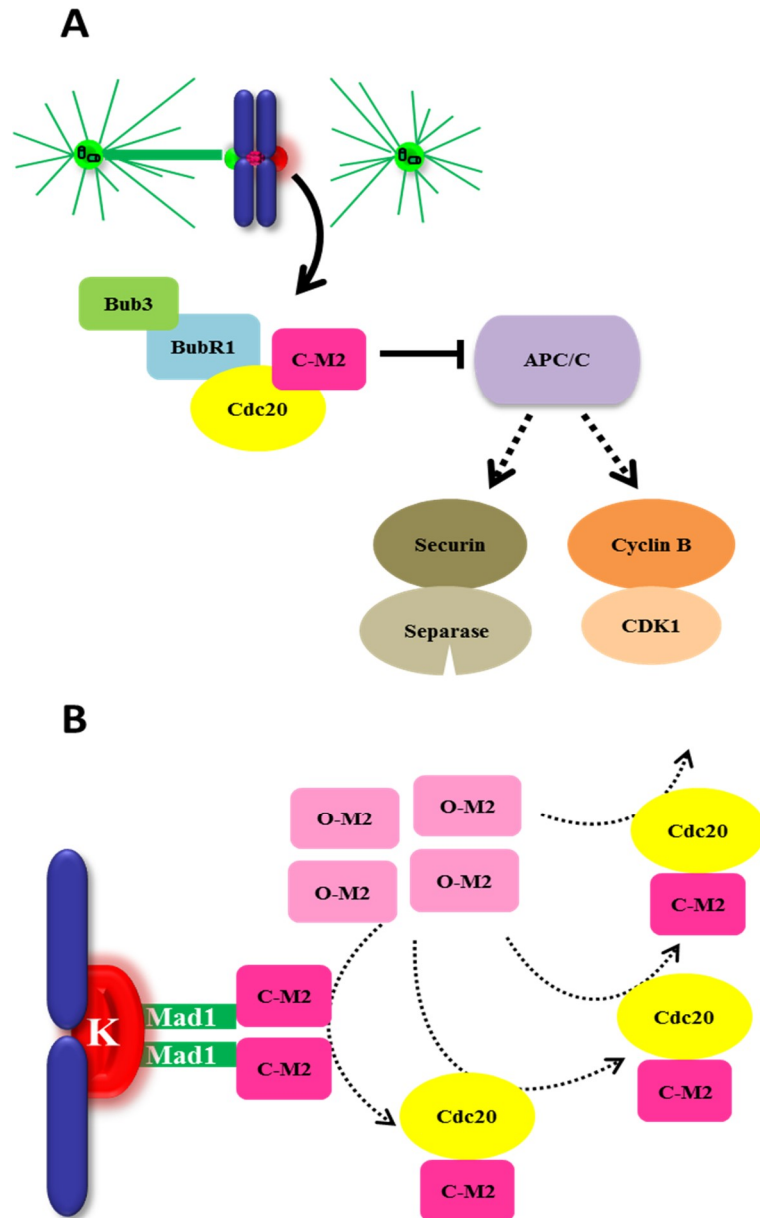 A
Bub3
BubR1
C-M2
APC/C
Cdc20
Securin
Cyclin B
Separase
CDK1
B
O-M2
O-M2
Cdc20
O-M2
O-M2
C-M2
C-M2
K
Mad1
Cdc20
Mad1
C-M2
C-M2
Cdc20
C-M2